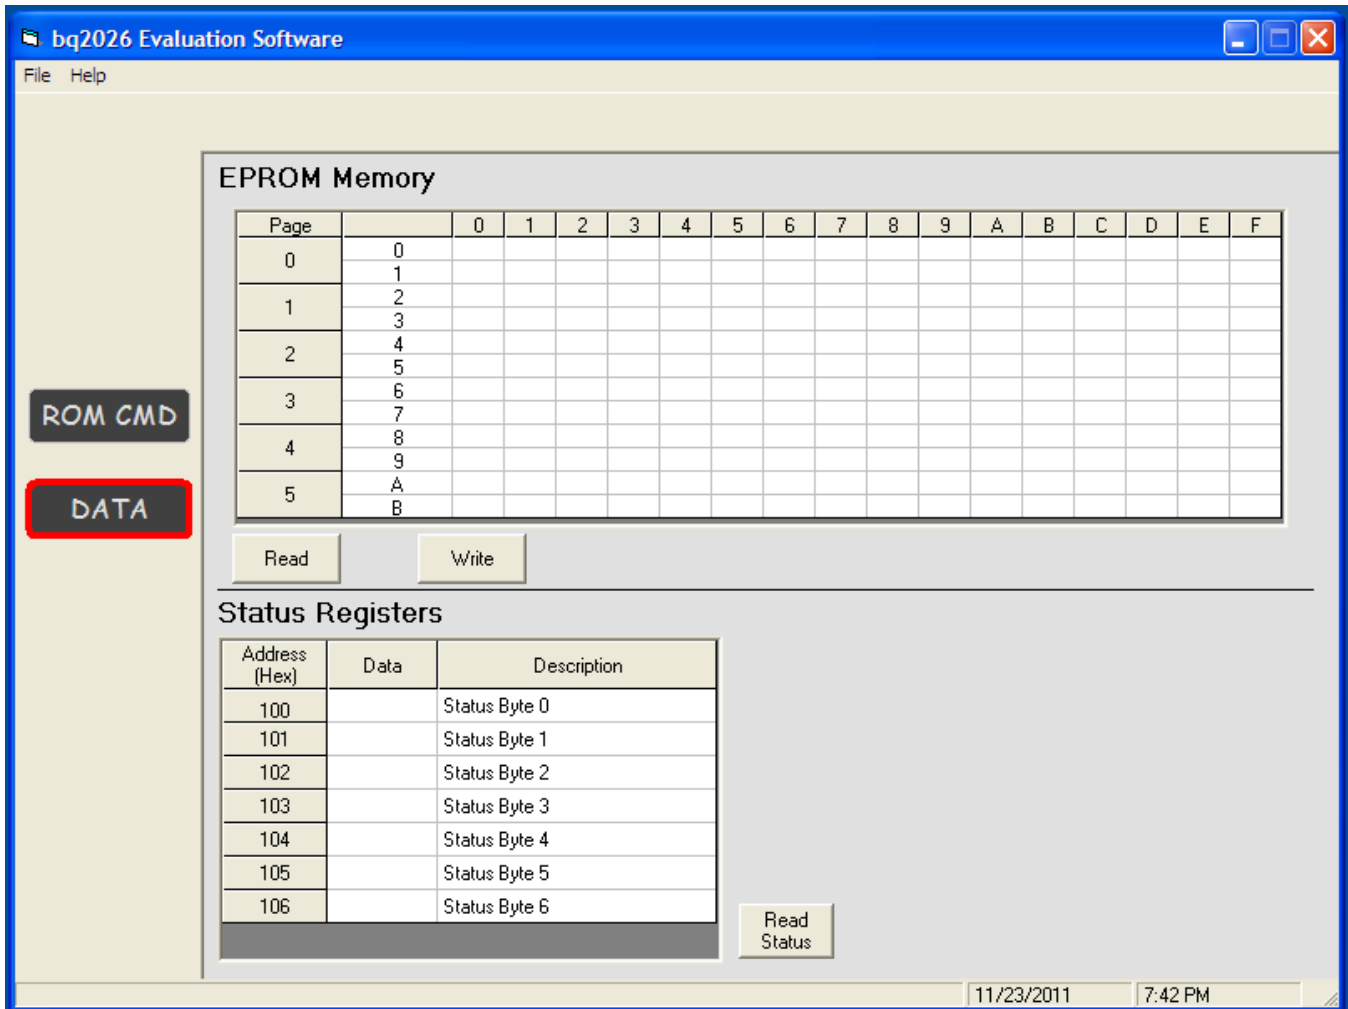 bq2026 Evaluation Software
File Help
EPROM Memory
Page 0 1 2 3 4 5 6 7 8 9 A B C D E F
0 0
1
1 2
3
2 4
5
3 6
7
4 8
9
5 A
B
ROM CMD
DATA
Read Write
Status Registers
Address (Hex) Data Description
100 Status Byte 0
101 Status Byte 1
102 Status Byte 2
103 Status Byte 3
104 Status Byte 4
105 Status Byte 5
106 Status Byte 6
Read
Status
11/23/2011 7:42 PM